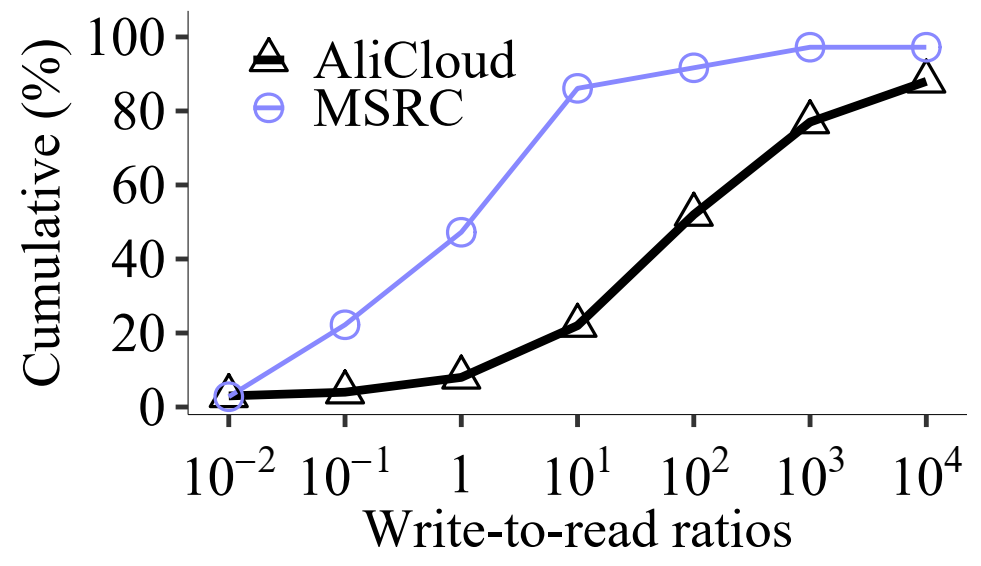 Cumulative (%)
100
80
60
40
20
0
AliCloud
MSRC
10⁻² 10⁻¹ 1 10¹ 10² 10³ 10⁴
Write-to-read ratios